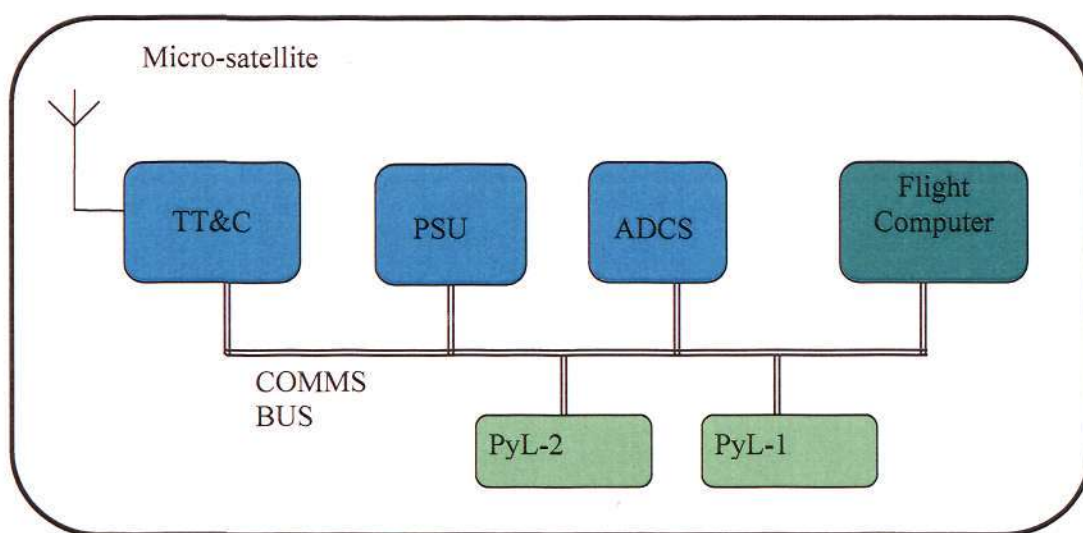 Micro-satellite
TT&C
PSU
ADCS
Flight
Computer
COMMS
BUS
PyL-2
PyL-1